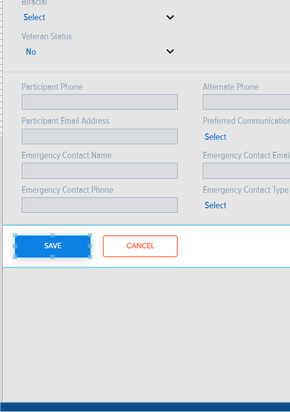 Biracial
Select
Veteran Status
No
Participant Phone
Alternate Phone
Participant Email Address
Preferred Communication
Select
Emergency Contact Name
Emergency Contact Email
Emergency Contact Phone
Emergency Contact Type
Select
SAVE
CANCEL